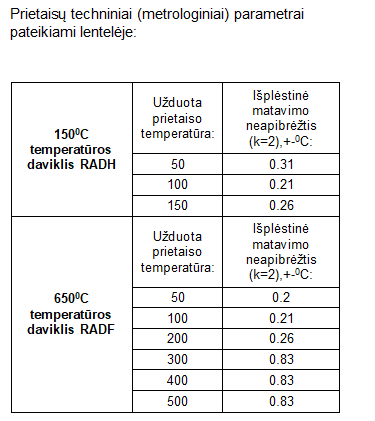 Prietaisų techniniai (metrologiniai) parametrai
pateikiami lentelėje:
150⁰C
temperatūros
daviklis RADH
Užduota
prietaiso
temperatūra:
Išplėstinė
matavimo
neapibrėžtis
(k=2),+-⁰C:
50 0.31
100 0.21
150 0.26
650⁰C
temperatūros
daviklis RADF
Užduota
prietaiso
temperatūra:
Išplėstinė
matavimo
neapibrėžtis
(k=2),+-⁰C:
50 0.2
100 0.21
200 0.26
300 0.83
400 0.83
500 0.83